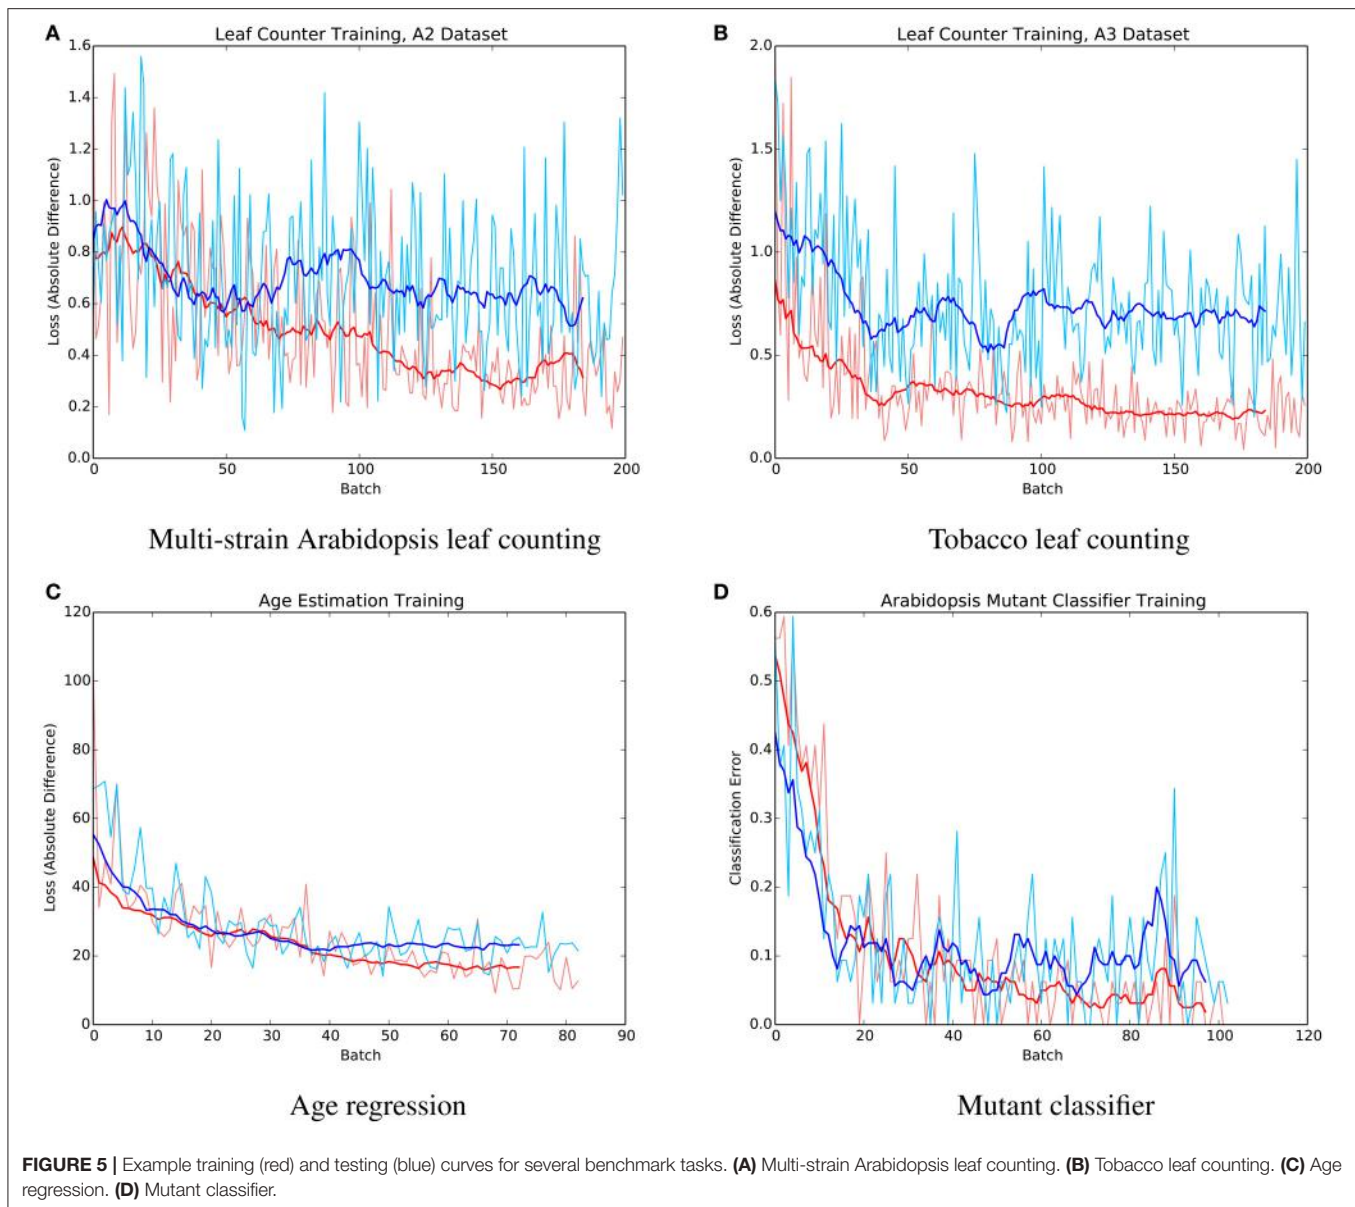 A
Leaf Counter Training, A2 Dataset
1.6
1.4
1.2
1.0
0.8
0.6
0.4
0.2
0.0
Loss (Absolute Difference)
0 50 100 150 200
Batch
Multi-strain Arabidopsis leaf counting
B
Leaf Counter Training, A3 Dataset
2.0
1.5
1.0
0.5
0.0
Loss (Absolute Difference)
0 50 100 150 200
Batch
Tobacco leaf counting
C
Age Estimation Training
120
100
80
60
40
20
0
Loss (Absolute Difference)
0 10 20 30 40 50 60 70 80 90
Batch
Age regression
D
Arabidopsis Mutant Classifier Training
0.6
0.5
0.4
0.3
0.2
0.1
0.0
Classification Error
0 20 40 60 80 100 120
Batch
Mutant classifier
FIGURE 5 | Example training (red) and testing (blue) curves for several benchmark tasks. (A) Multi-strain Arabidopsis leaf counting. (B) Tobacco leaf counting. (C) Age
regression. (D) Mutant classifier.